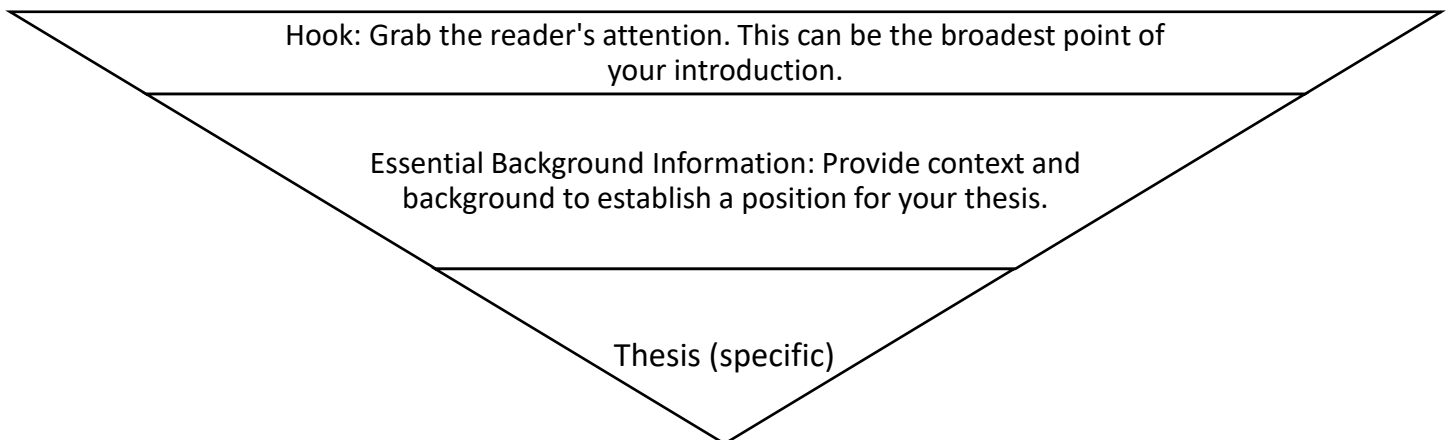 Hook: Grab the reader's attention. This can be the broadest point of
your introduction.
Essential Background Information: Provide context and
background to establish a position for your thesis.
Thesis (specific)